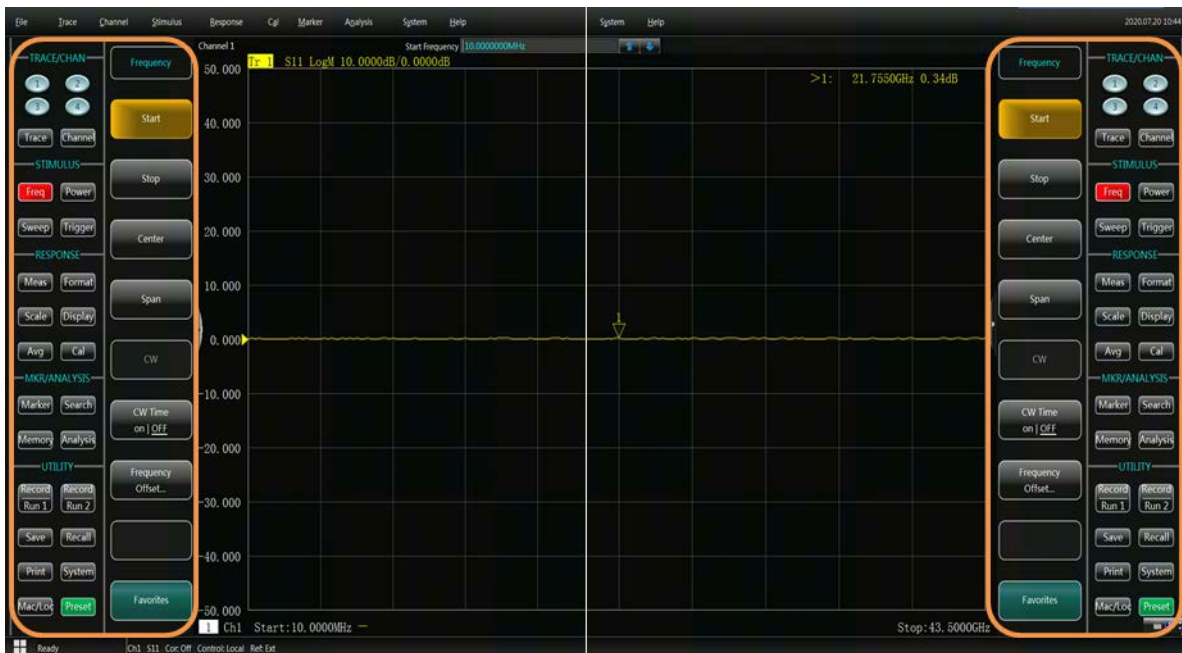 File Trace Channel Stimulus Response Cal Marker Analysis System Help System Help 2020.07.20 10:44
TRACE/CHAN
1 2
3 4
Trace Channel
STIMULUS
Freq Power
Sweep Trigger
RESPONSE
Meas Format
Scale Display
Avg Cal
MKR/ANALYSIS
Marker Search
Memory Analysis
UTILITY
Record Record
Run 1 Run 2
Save Recall
Print System
Mac/Loc Preset
Frequency
Start
Stop
Center
Span
CW
CW Time
on | OFF
Frequency
Offset...
Favorites
Channel 1 Start Frequency 10.0000000MHz
Tr 1 S11 LogM 10.0000dB/0.0000dB
>1: 21.7550GHz 0.34dB
50.000
40.000
30.000
20.000
10.000
0.000
-10.000
-20.000
-30.000
-40.000
-50.000
1
1 Ch1 Start:10.0000MHz Stop:43.5000GHz
Frequency
Start
Stop
Center
Span
CW
CW Time
on | OFF
Frequency
Offset...
Favorites
TRACE/CHAN
1 2
3 4
Trace Channel
STIMULUS
Freq Power
Sweep Trigger
RESPONSE
Meas Format
Scale Display
Avg Cal
MKR/ANALYSIS
Marker Search
Memory Analysis
UTILITY
Record Record
Run 1 Run 2
Save Recall
Print System
Mac/Loc Preset
Ready Ch1 S11 Cor: Off Control: Local Ref: Ext